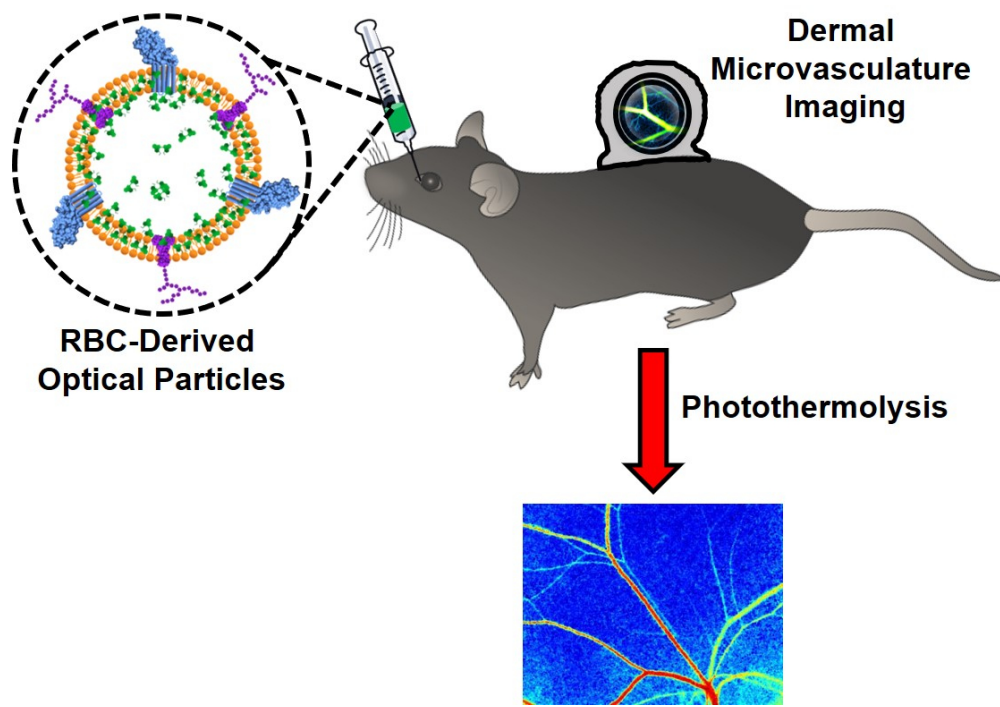 Dermal
Microvasculature
Imaging
RBC-Derived
Optical Particles
Photothermolysis